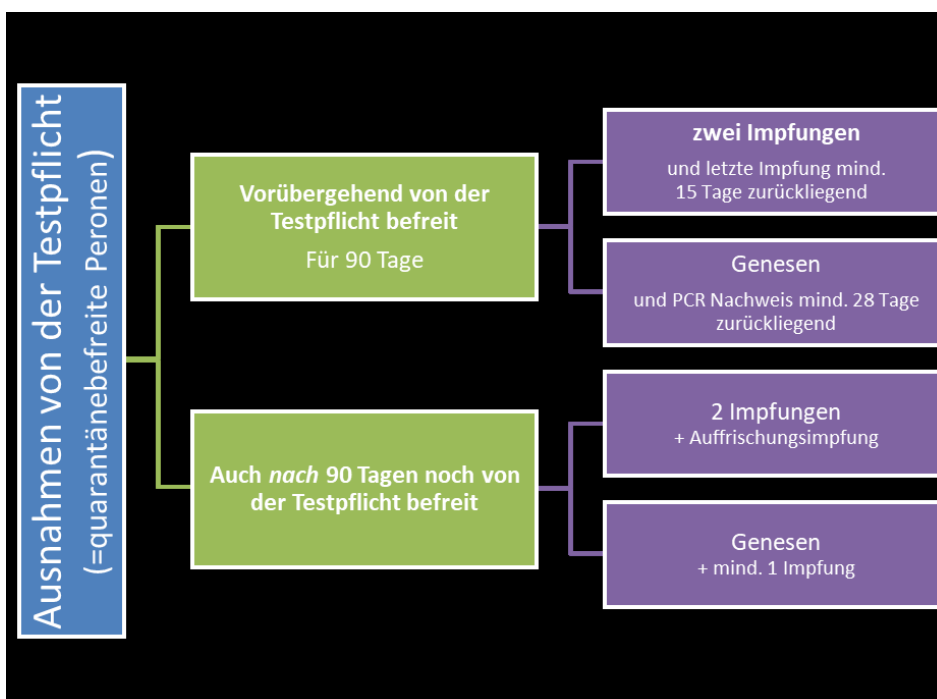 Ausnahmen von der Testpflicht
(=quarantänebefreite Peronen)
Vorübergehend von der
Testpflicht befreit
Für 90 Tage
zwei Impfungen
und letzte Impfung mind.
15 Tage zurückliegend
Genesen
und PCR Nachweis mind. 28 Tage
zurückliegend
Auch nach 90 Tagen noch von
der Testpflicht befreit
2 Impfungen
+ Auffrischungsimpfung
Genesen
+ mind. 1 Impfung